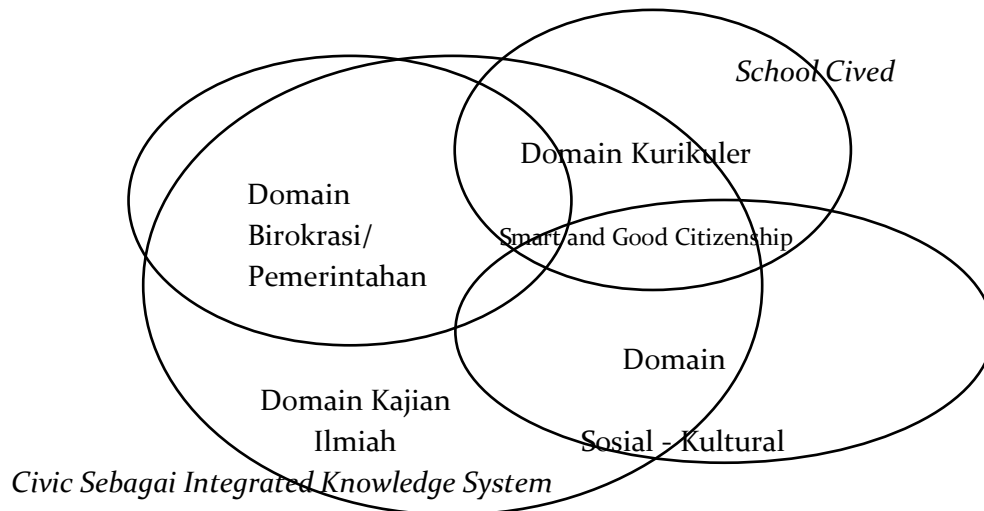 School Cived
Domain Kurikuler
Domain
Birokrasi/
Pemerintahan
Smart and Good Citizenship
Domain
Sosial - Kultural
Domain Kajian
Ilmiah
Civic Sebagai Integrated Knowledge System